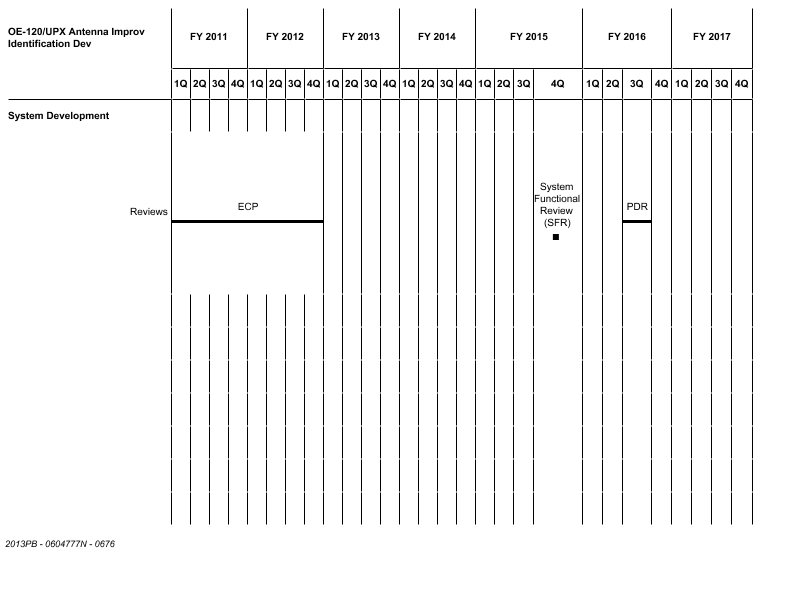 OE-120/UPX Antenna Improv
Identification Dev
FY 2011 FY 2012 FY 2013 FY 2014 FY 2015 FY 2016 FY 2017
1Q 2Q 3Q 4Q 1Q 2Q 3Q 4Q 1Q 2Q 3Q 4Q 1Q 2Q 3Q 4Q 1Q 2Q 3Q 4Q 1Q 2Q 3Q 4Q 1Q 2Q 3Q 4Q
System Development
Reviews
ECP
System
Functional
Review
(SFR)
PDR
2013PB - 0604777N - 0676